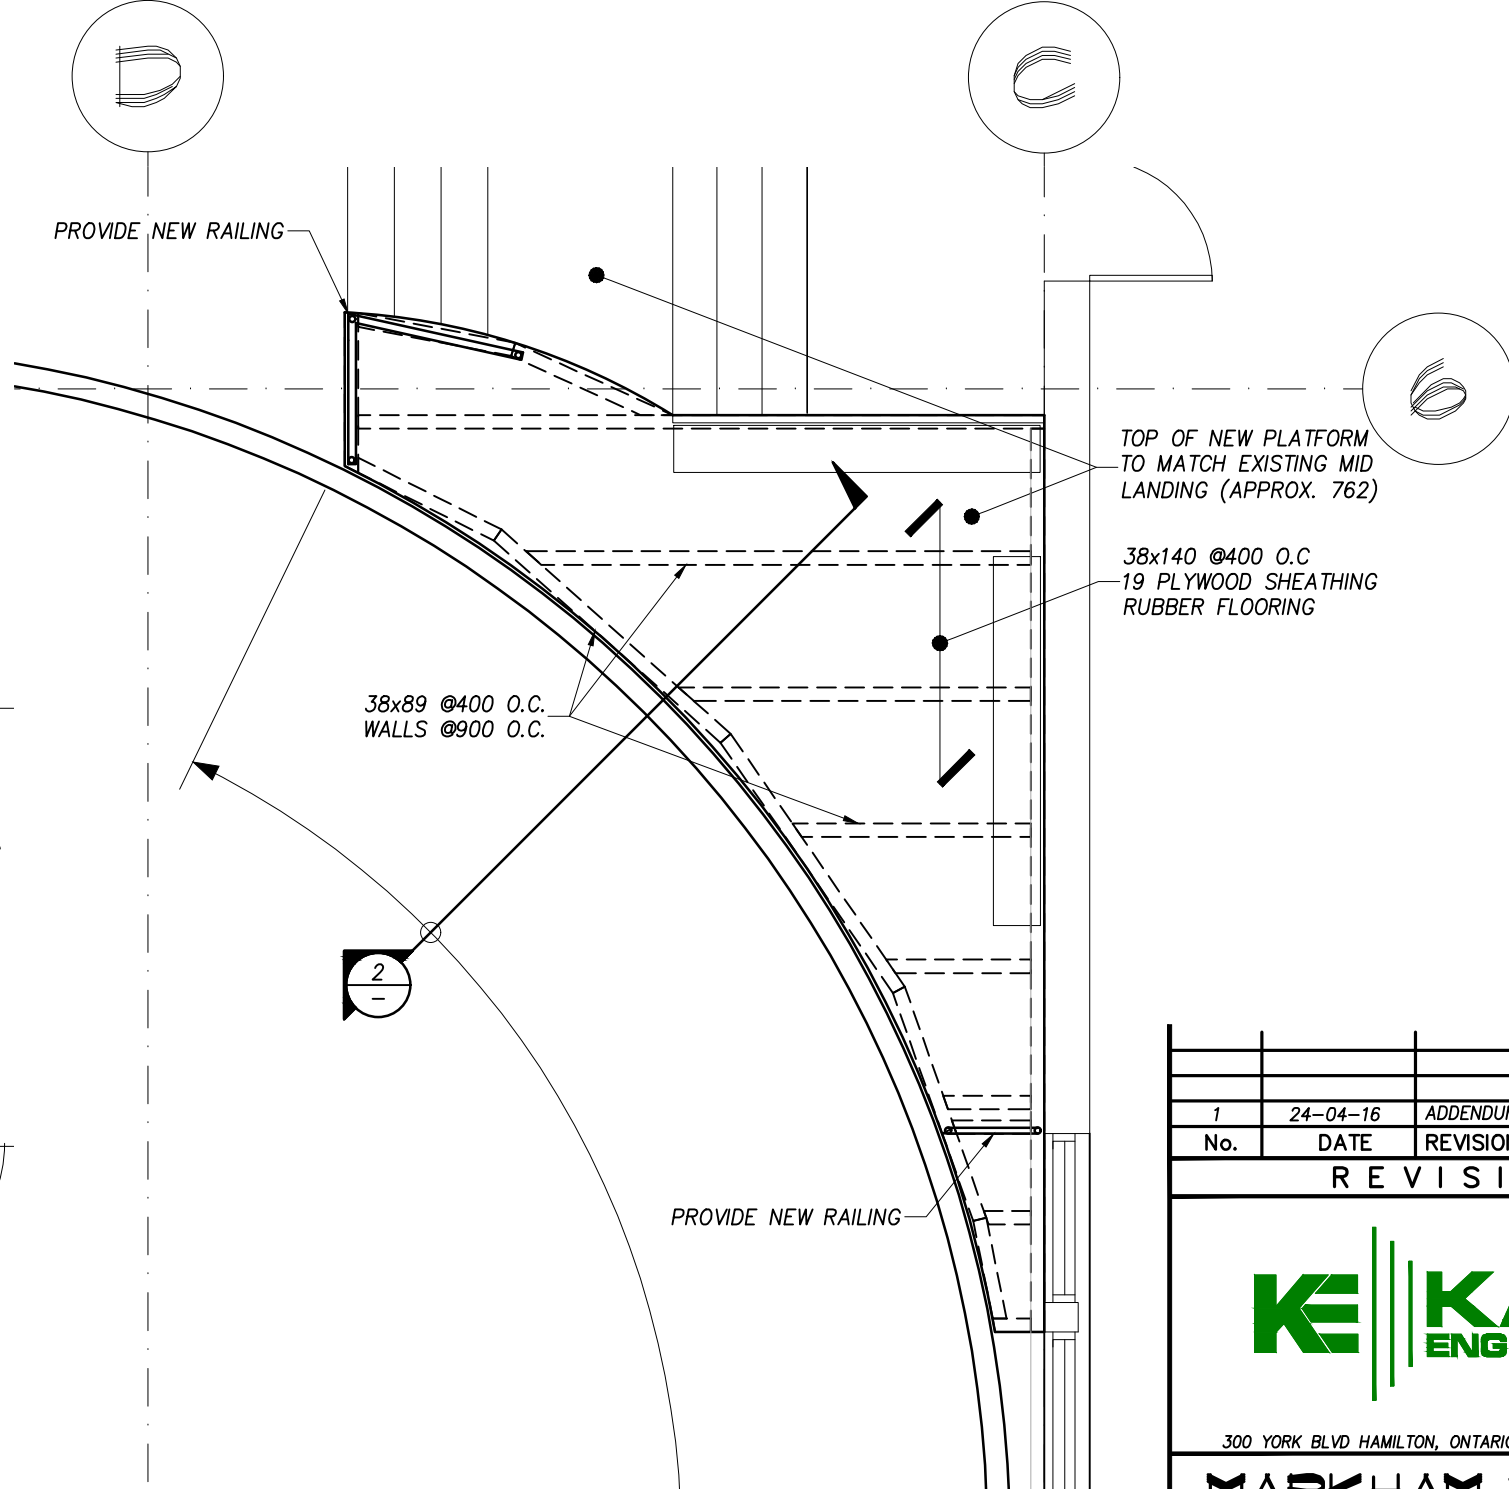 D
C
PROVIDE NEW RAILING
6
TOP OF NEW PLATFORM
TO MATCH EXISTING MID
LANDING (APPROX. 762)
38x140 @400 O.C
19 PLYWOOD SHEATHING
RUBBER FLOORING
38x89 @400 O.C.
WALLS @900 O.C.
2
–
PROVIDE NEW RAILING
1 24-04-16
No. DATE
KE
300 YORK BLVD HAMILTON,
MARKHAM